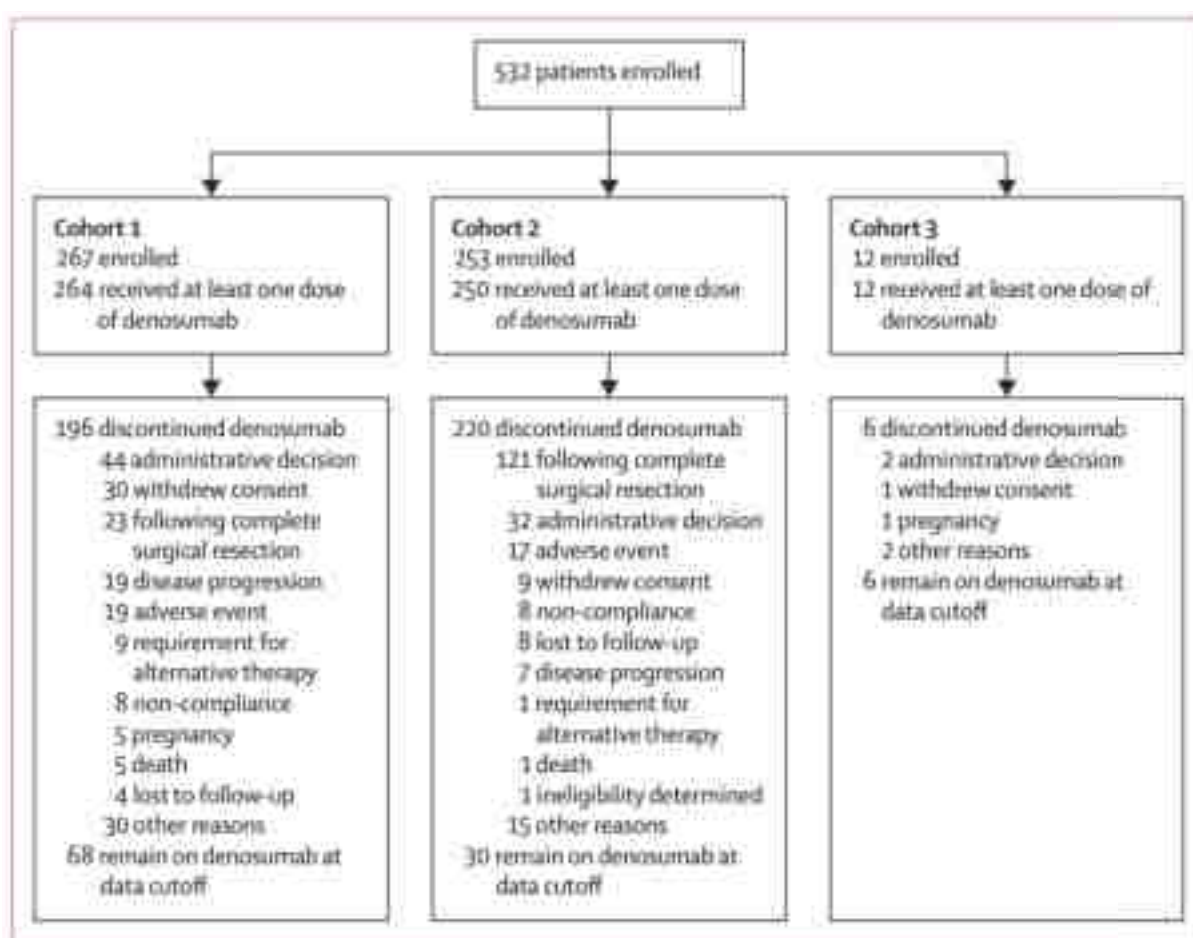 532 patients enrolled
Cohort 1
267 enrolled
264 received at least one dose
of denosumab
Cohort 2
253 enrolled
250 received at least one dose
of denosumab
Cohort 3
12 enrolled
12 received at least one dose of
denosumab
196 discontinued denosumab
44 administrative decision
30 withdrew consent
23 following complete
surgical resection
19 disease progression
19 adverse event
9 requirement for
alternative therapy
8 non-compliance
5 pregnancy
5 death
4 lost to follow-up
30 other reasons
68 remain on denosumab at
data cutoff
220 discontinued denosumab
121 following complete
surgical resection
32 administrative decision
17 adverse event
9 withdrew consent
8 non-compliance
8 lost to follow-up
7 disease progression
1 requirement for
alternative therapy
1 death
1 ineligibility determined
15 other reasons
30 remain on denosumab at
data cutoff
6 discontinued denosumab
2 administrative decision
1 withdrew consent
1 pregnancy
2 other reasons
6 remain on denosumab at
data cutoff